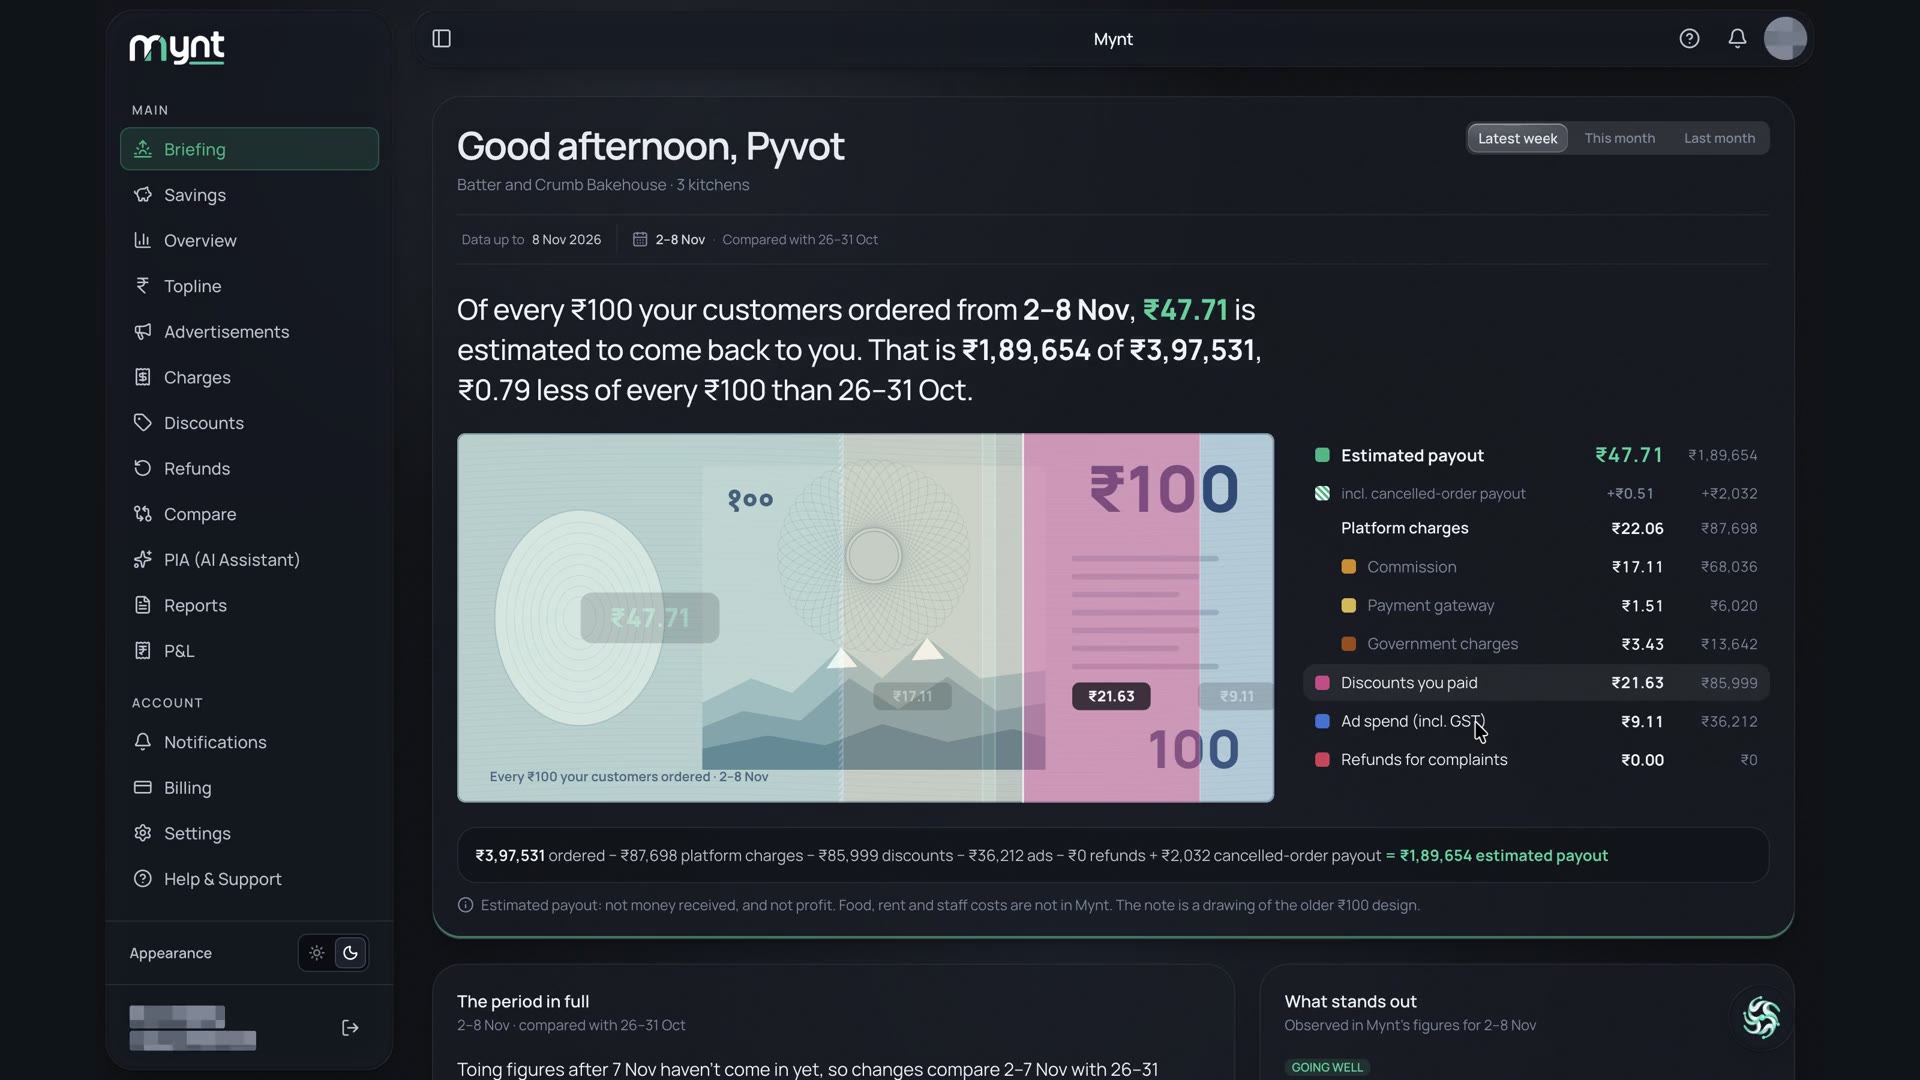 mynt
Mynt
MAIN
Briefing
Savings
Overview
Topline
Advertisements
Charges
Discounts
Refunds
Compare
PIA (AI Assistant)
Reports
P&L
ACCOUNT
Notifications
Billing
Settings
Help & Support
Appearance
Good afternoon, Pyvot
Batter and Crumb Bakehouse · 3 kitchens
Latest week This month Last month
Data up to 8 Nov 2026 2–8 Nov · Compared with 26–31 Oct
Of every ₹100 your customers ordered from 2–8 Nov, ₹47.71 is
estimated to come back to you. That is ₹1,89,654 of ₹3,97,531,
₹0.79 less of every ₹100 than 26–31 Oct.
१००
₹100
₹47.71
₹17.11
₹21.63
₹9.11
100
Every ₹100 your customers ordered · 2–8 Nov
Estimated payout ₹47.71 ₹1,89,654
incl. cancelled-order payout +₹0.51 +₹2,032
Platform charges ₹22.06 ₹87,698
Commission ₹17.11 ₹68,036
Payment gateway ₹1.51 ₹6,020
Government charges ₹3.43 ₹13,642
Discounts you paid ₹21.63 ₹85,999
Ad spend (incl. GST) ₹9.11 ₹36,212
Refunds for complaints ₹0.00 ₹0
₹3,97,531 ordered – ₹87,698 platform charges – ₹85,999 discounts – ₹36,212 ads – ₹0 refunds + ₹2,032 cancelled-order payout = ₹1,89,654 estimated payout
Estimated payout: not money received, and not profit. Food, rent and staff costs are not in Mynt. The note is a drawing of the older ₹100 design.
The period in full
2–8 Nov · compared with 26–31 Oct
Toing figures after 7 Nov haven't come in yet, so changes compare 2–7 Nov with 26–31
What stands out
Observed in Mynt's figures for 2–8 Nov
GOING WELL